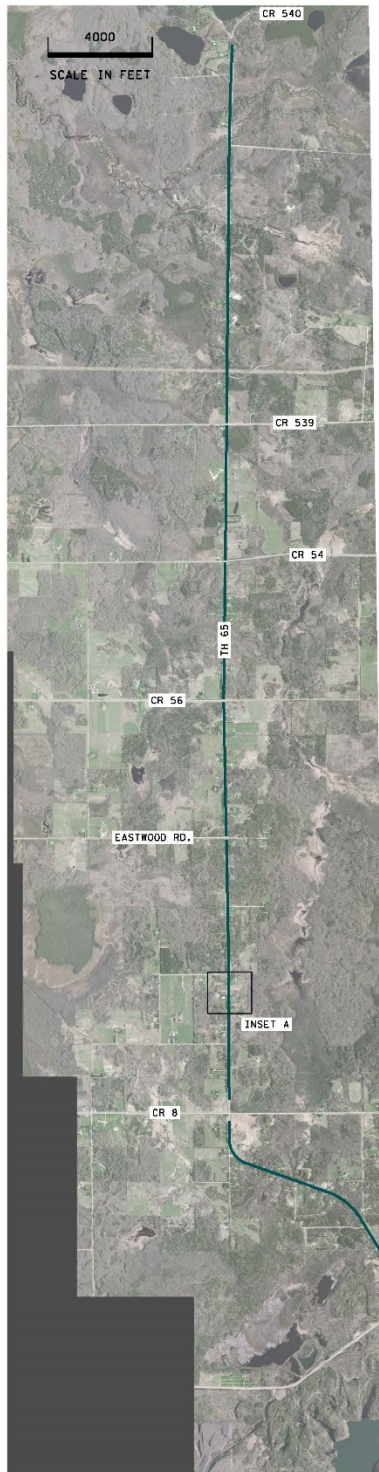 CR 540
4000
SCALE IN FEET
CR 539
CR 54
TH 65
CR 56
EASTWOOD RD.
INSET A
CR 8